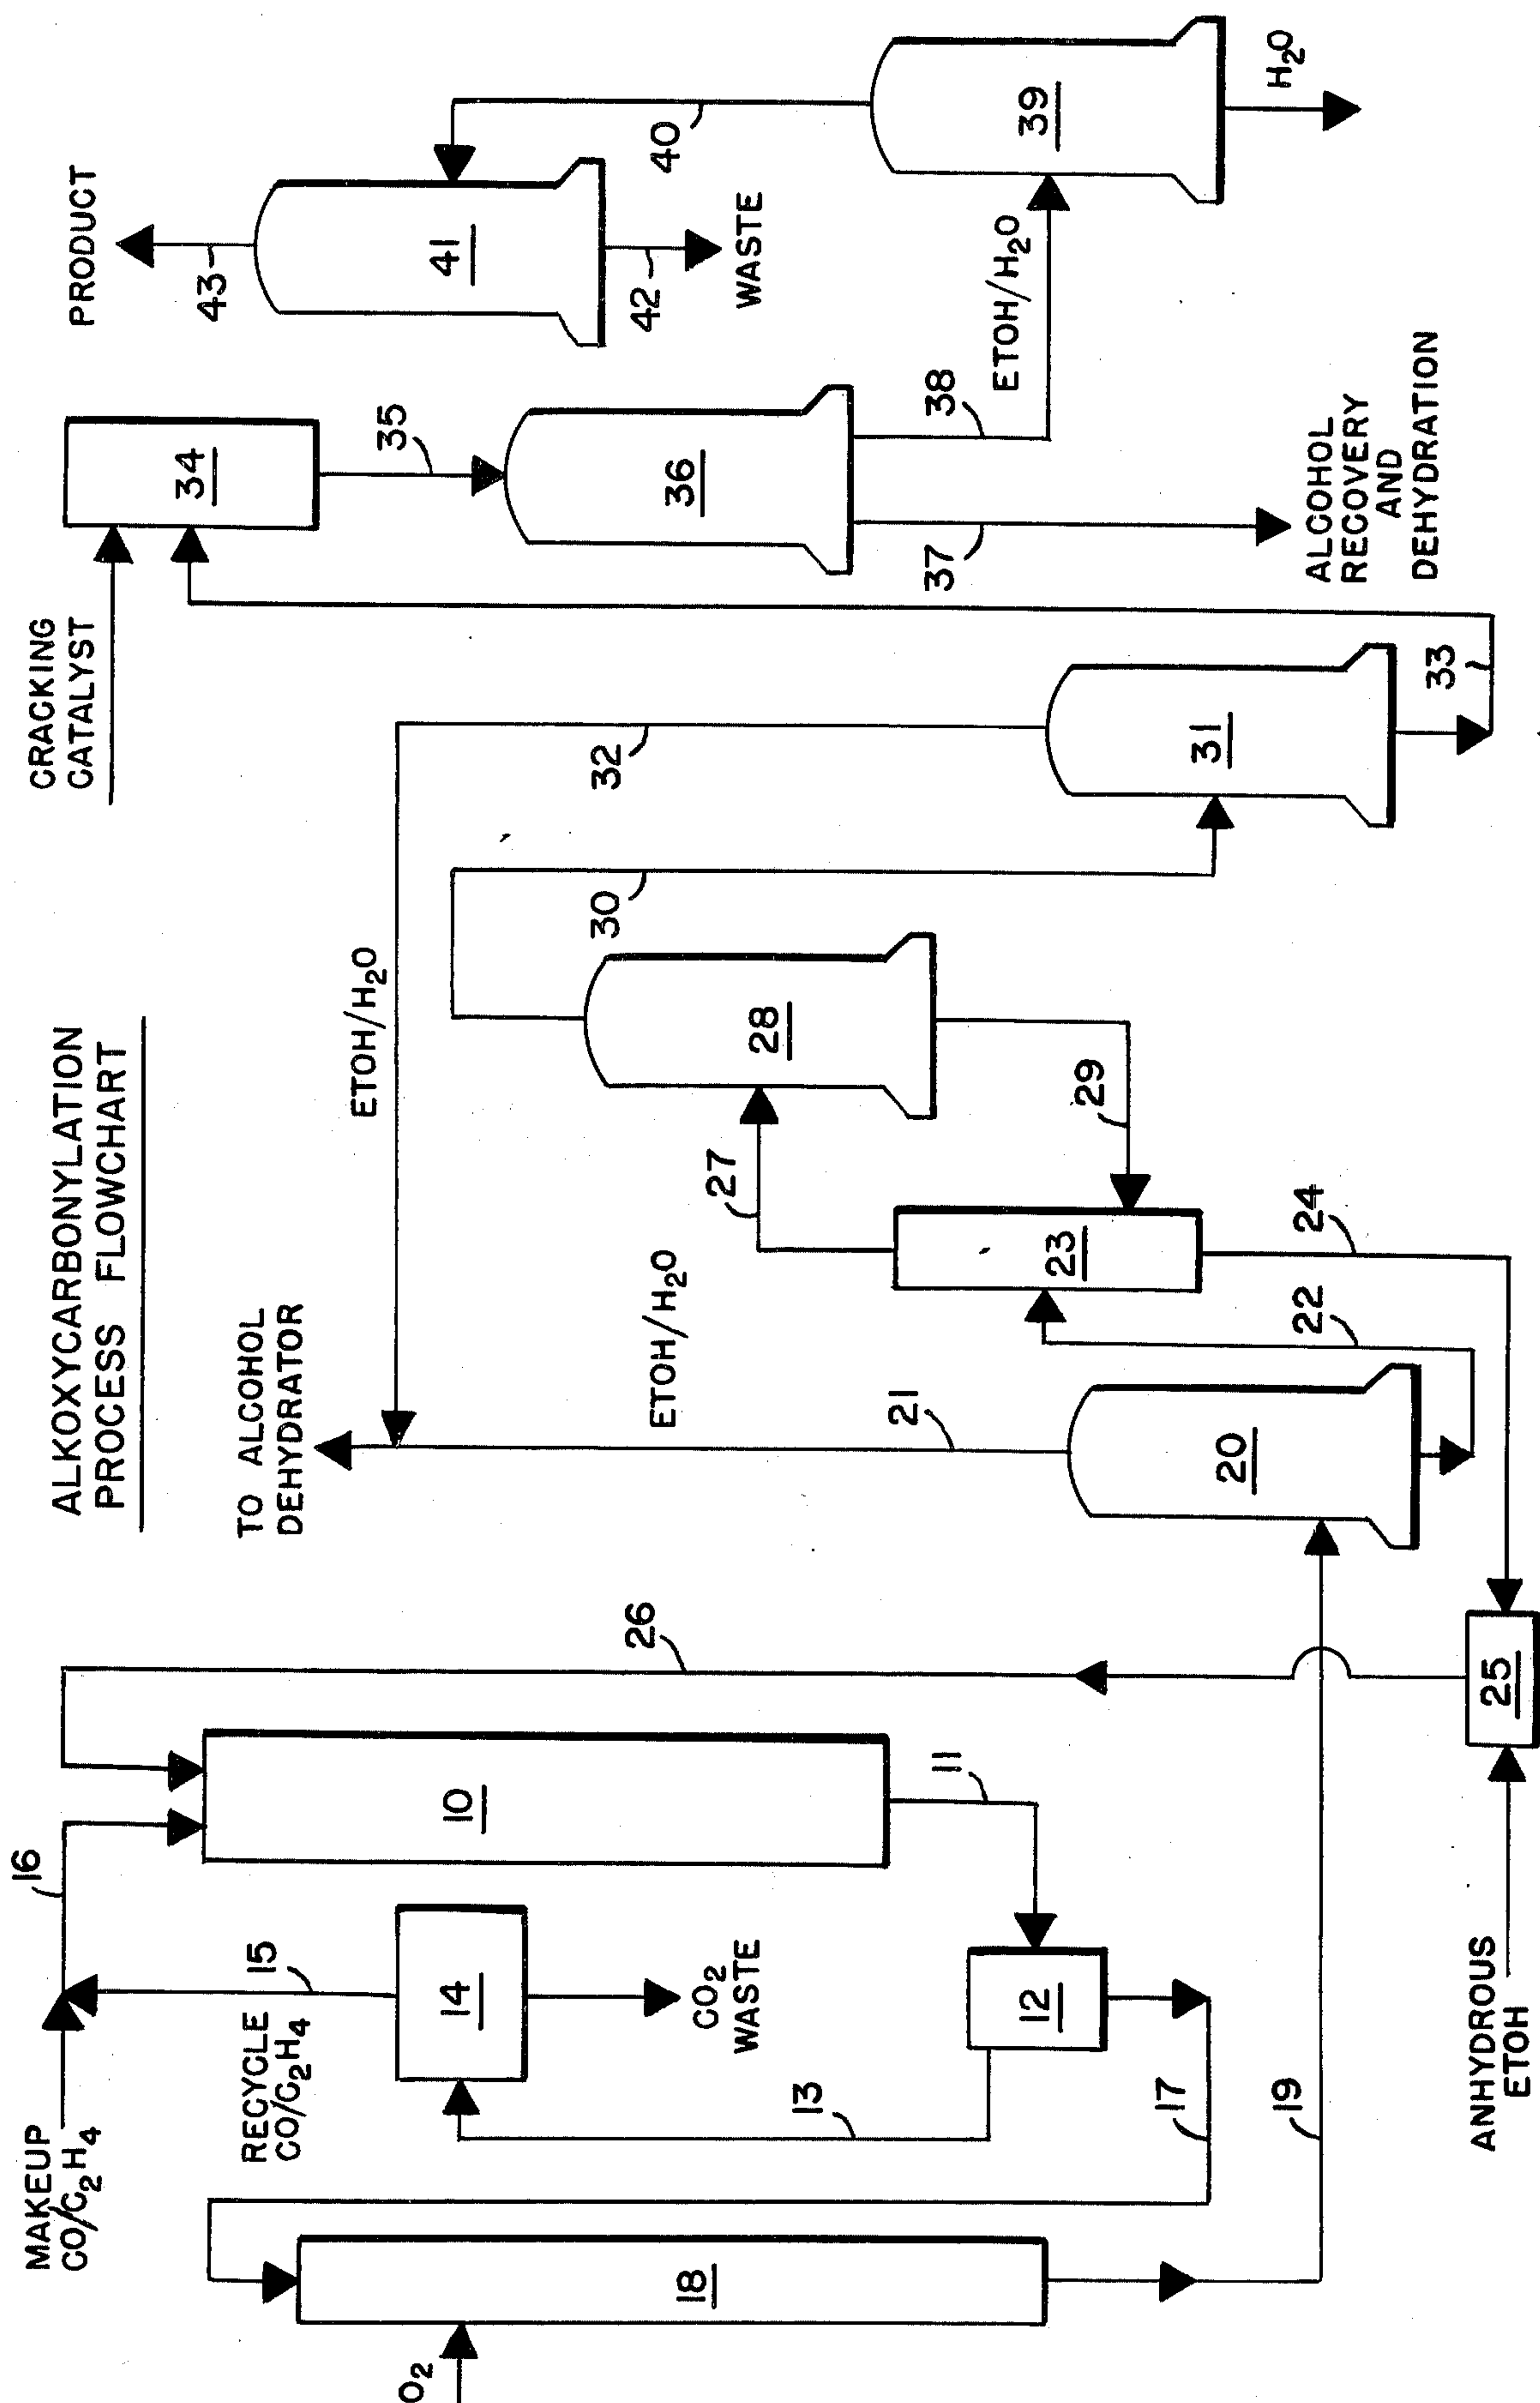 ALKOXYCARBONYLATION
PROCESS FLOWCHART
MAKEUP
CO/C₂H₄
16
RECYCLE
CO/C₂H₄
15
O₂
18
14
10
CO₂
WASTE
13
12
11
17
19
26
ANHYDROUS
ETOH
25
TO ALCOHOL
DEHYDRATOR
ETOH/H₂O
ETOH/H₂O
21
20
22
24
23
27
28
29
30
32
31
33
CRACKING
CATALYST
34
35
36
37
38
ALCOHOL
RECOVERY
AND
DEHYDRATION
ETOH/H₂O
39
H₂O
40
41
42
WASTE
43
PRODUCT